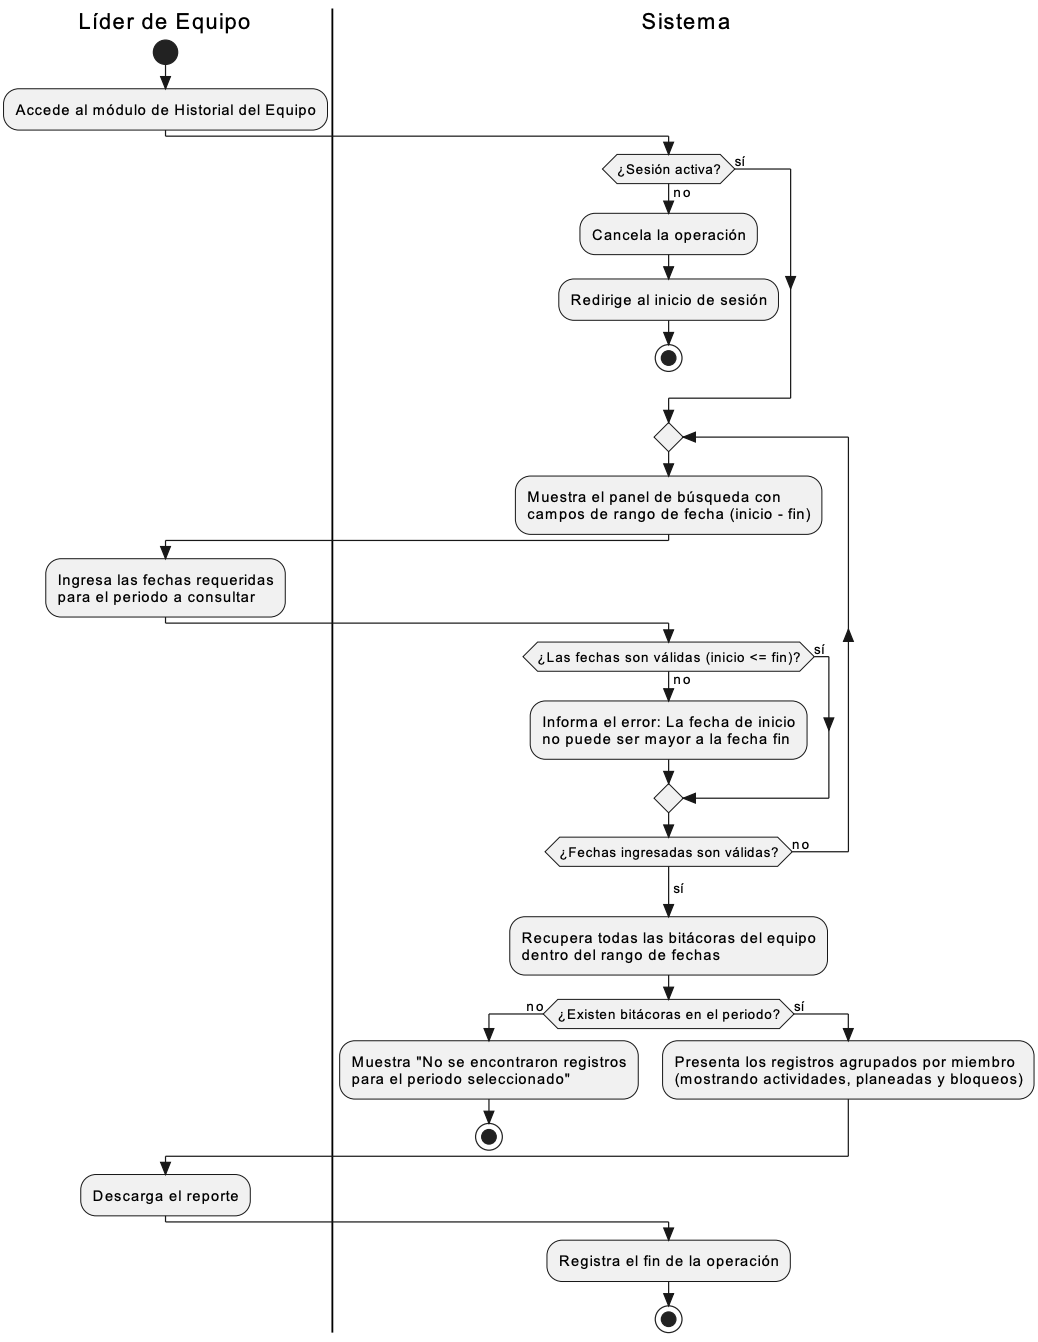 Líder de Equipo
Sistema
Accede al módulo de Historial del Equipo
¿Sesión activa?
sí
no
Cancela la operación
Redirige al inicio de sesión
Muestra el panel de búsqueda con
campos de rango de fecha (inicio - fin)
Ingresa las fechas requeridas
para el periodo a consultar
¿Las fechas son válidas (inicio <= fin)?
sí
no
Informa el error: La fecha de inicio
no puede ser mayor a la fecha fin
¿Fechas ingresadas son válidas?
no
sí
Recupera todas las bitácoras del equipo
dentro del rango de fechas
no
¿Existen bitácoras en el periodo?
sí
Muestra "No se encontraron registros
para el periodo seleccionado"
Presenta los registros agrupados por miembro
(mostrando actividades, planeadas y bloqueos)
Descarga el reporte
Registra el fin de la operación